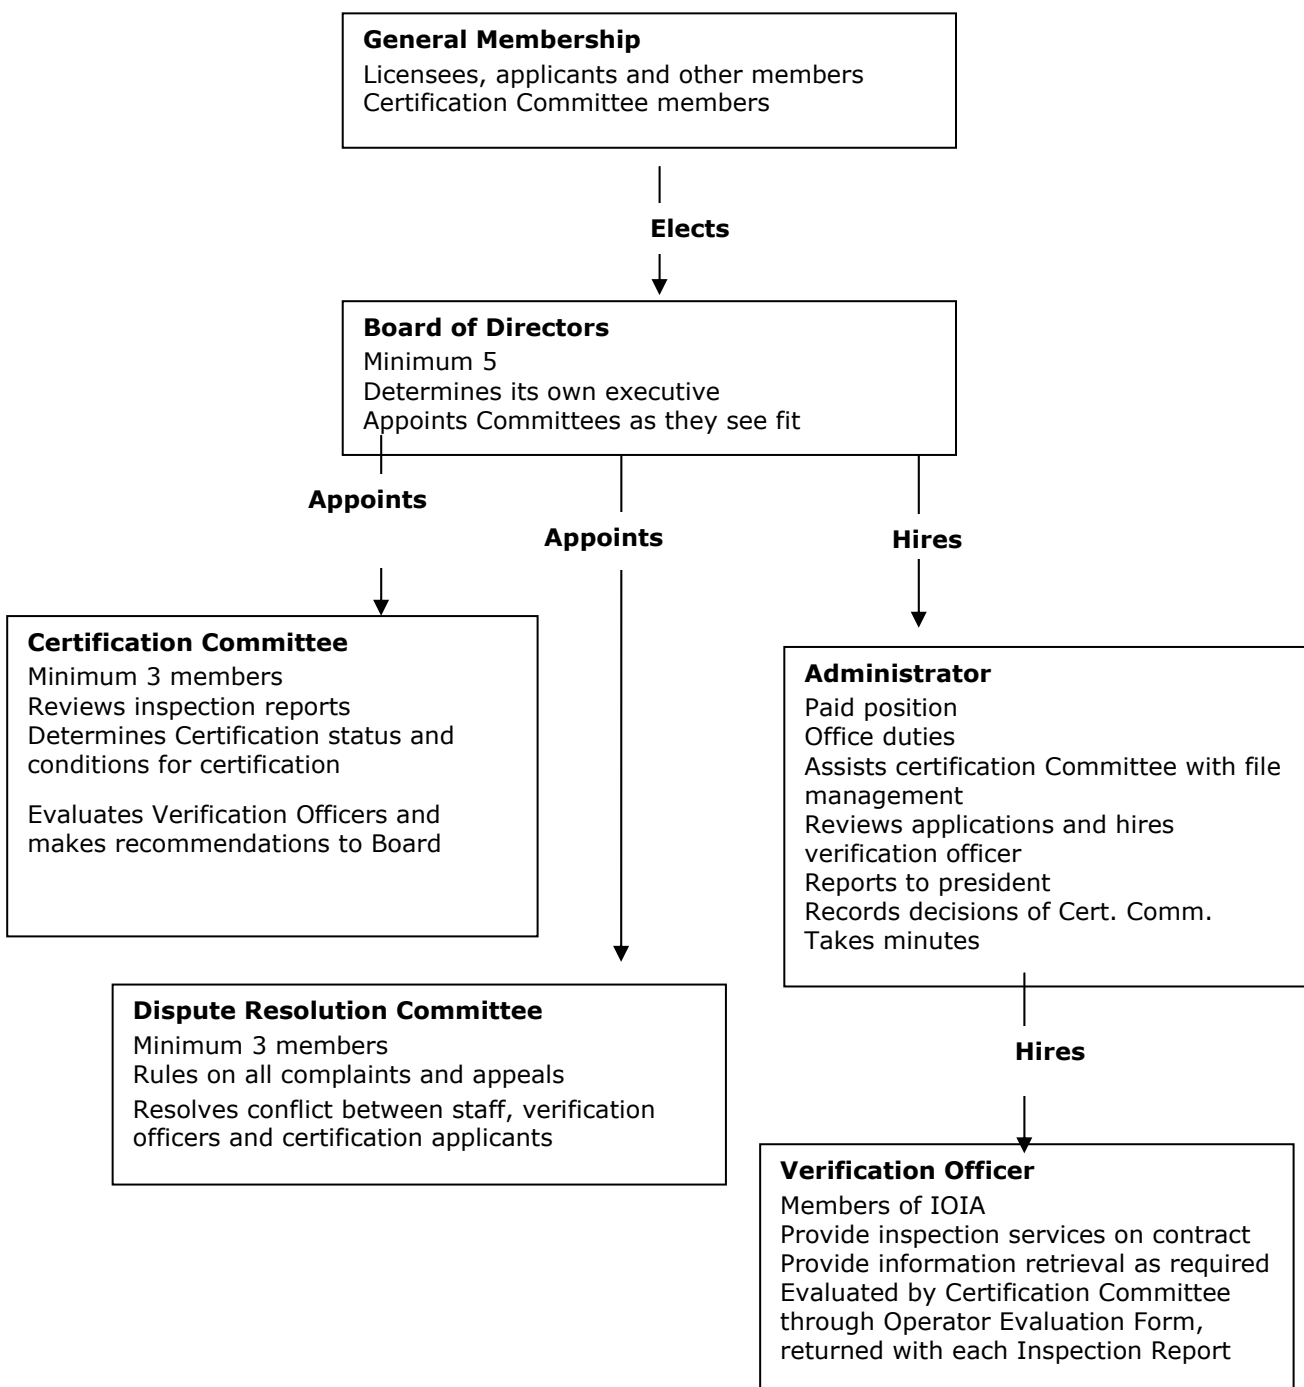 General Membership
Licensees, applicants and other members
Certification Committee members
Elects
Board of Directors
Minimum 5
Determines its own executive
Appoints Committees as they see fit
Appoints
Appoints
Hires
Certification Committee
Minimum 3 members
Reviews inspection reports
Determines Certification status and
conditions for certification
Evaluates Verification Officers and
makes recommendations to Board
Administrator
Paid position
Office duties
Assists certification Committee with file
management
Reviews applications and hires
verification officer
Reports to president
Records decisions of Cert. Comm.
Takes minutes
Dispute Resolution Committee
Minimum 3 members
Rules on all complaints and appeals
Resolves conflict between staff, verification
officers and certification applicants
Hires
Verification Officer
Members of IOIA
Provide inspection services on contract
Provide information retrieval as required
Evaluated by Certification Committee
through Operator Evaluation Form,
returned with each Inspection Report